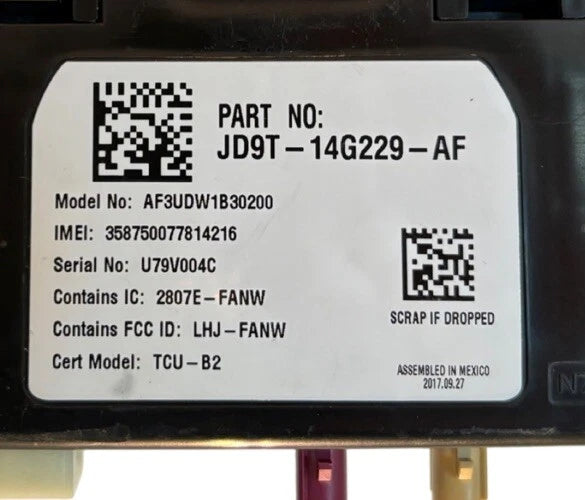 PART NO:
JD9T-14G229-AF
Model No: AF3UDW1B30200
IMEI: 358750077814216
Serial No: U79V004C
Contains IC: 2807E-FANW
Contains FCC ID: LHJ-FANW
Cert Model: TCU-B2
SCRAP IF DROPPED
ASSEMBLED IN MEXICO
2017.09.27